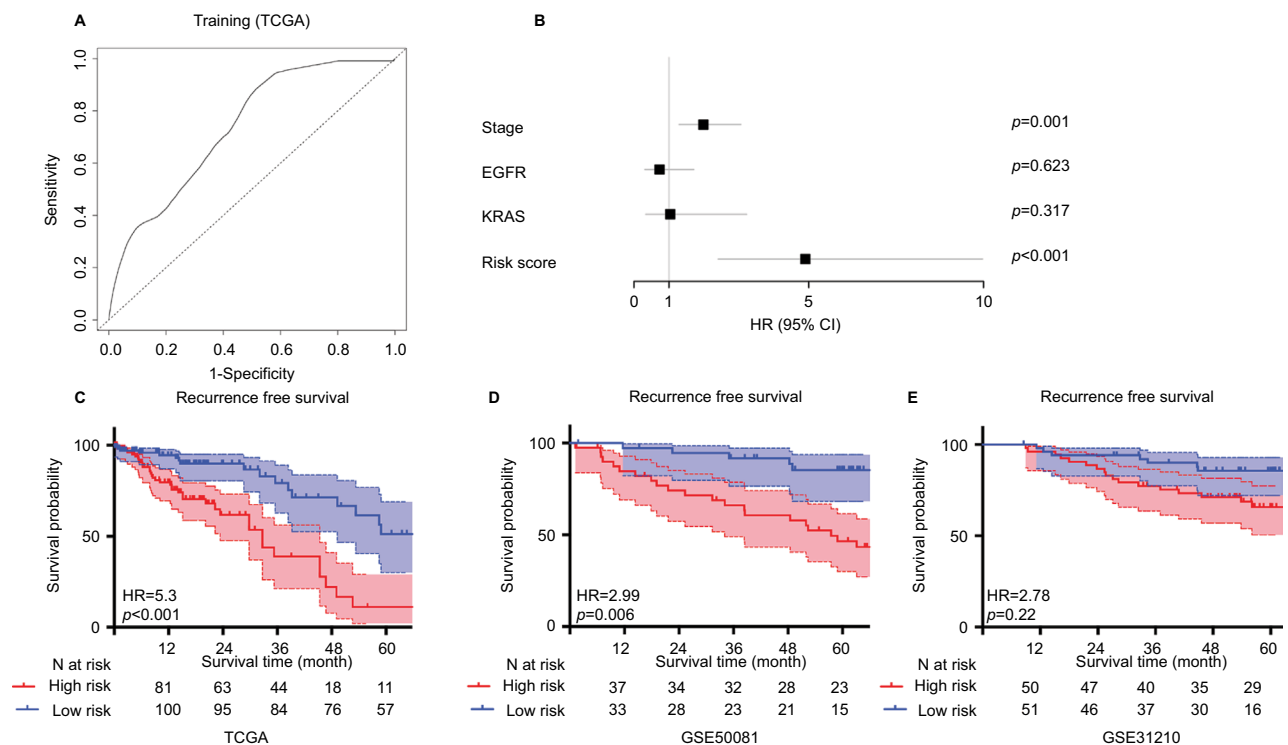 A
Training (TCGA)
Sensitivity
1.0
0.8
0.6
0.4
0.2
0.0
0.0 0.2 0.4 0.6 0.8 1.0
1-Specificity
B
Stage p=0.001
EGFR p=0.623
KRAS p=0.317
Risk score p<0.001
0 1 5 10
HR (95% CI)
C
Recurrence free survival
Survival probability
100
50
0
HR=5.3
p<0.001
12 24 36 48 60
N at risk Survival time (month)
High risk 81 63 44 18 11
Low risk 100 95 84 76 57
TCGA
D
Recurrence free survival
Survival probability
100
50
0
HR=2.99
p=0.006
12 24 36 48 60
N at risk Survival time (month)
High risk 37 34 32 28 23
Low risk 33 28 23 21 15
GSE50081
E
Recurrence free survival
Survival probability
100
50
0
HR=2.78
p=0.22
12 24 36 48 60
N at risk Survival time (month)
High risk 50 47 40 35 29
Low risk 51 46 37 30 16
GSE31210